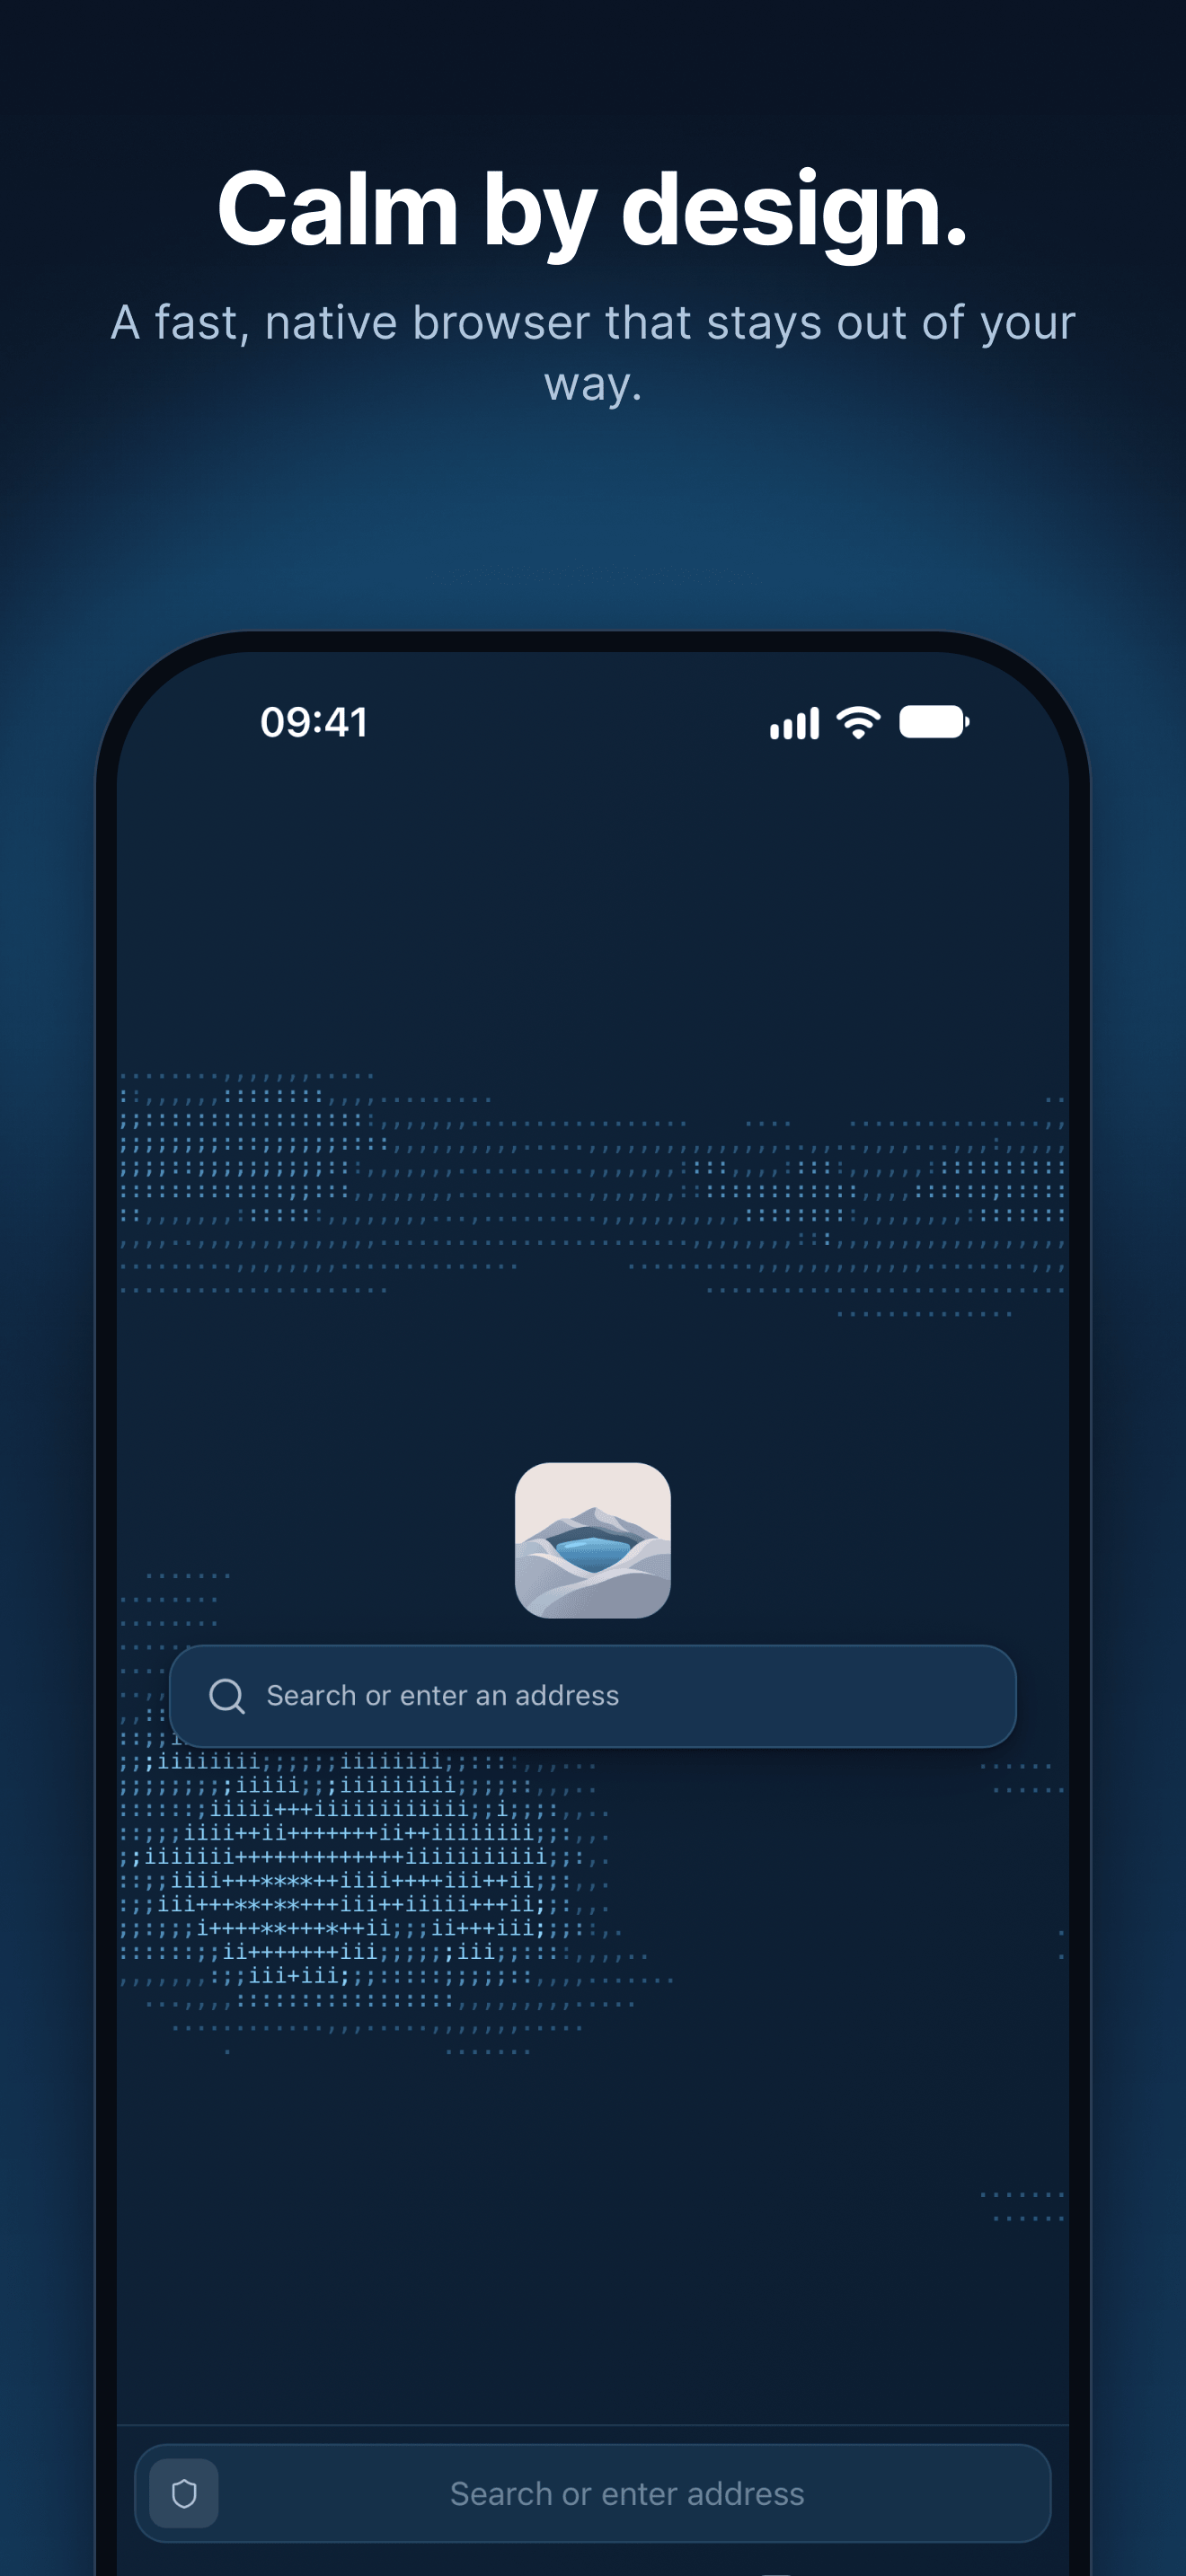 Calm by design.
A fast, native browser that stays out of your
way.
09:41
Search or enter an address
Search or enter address